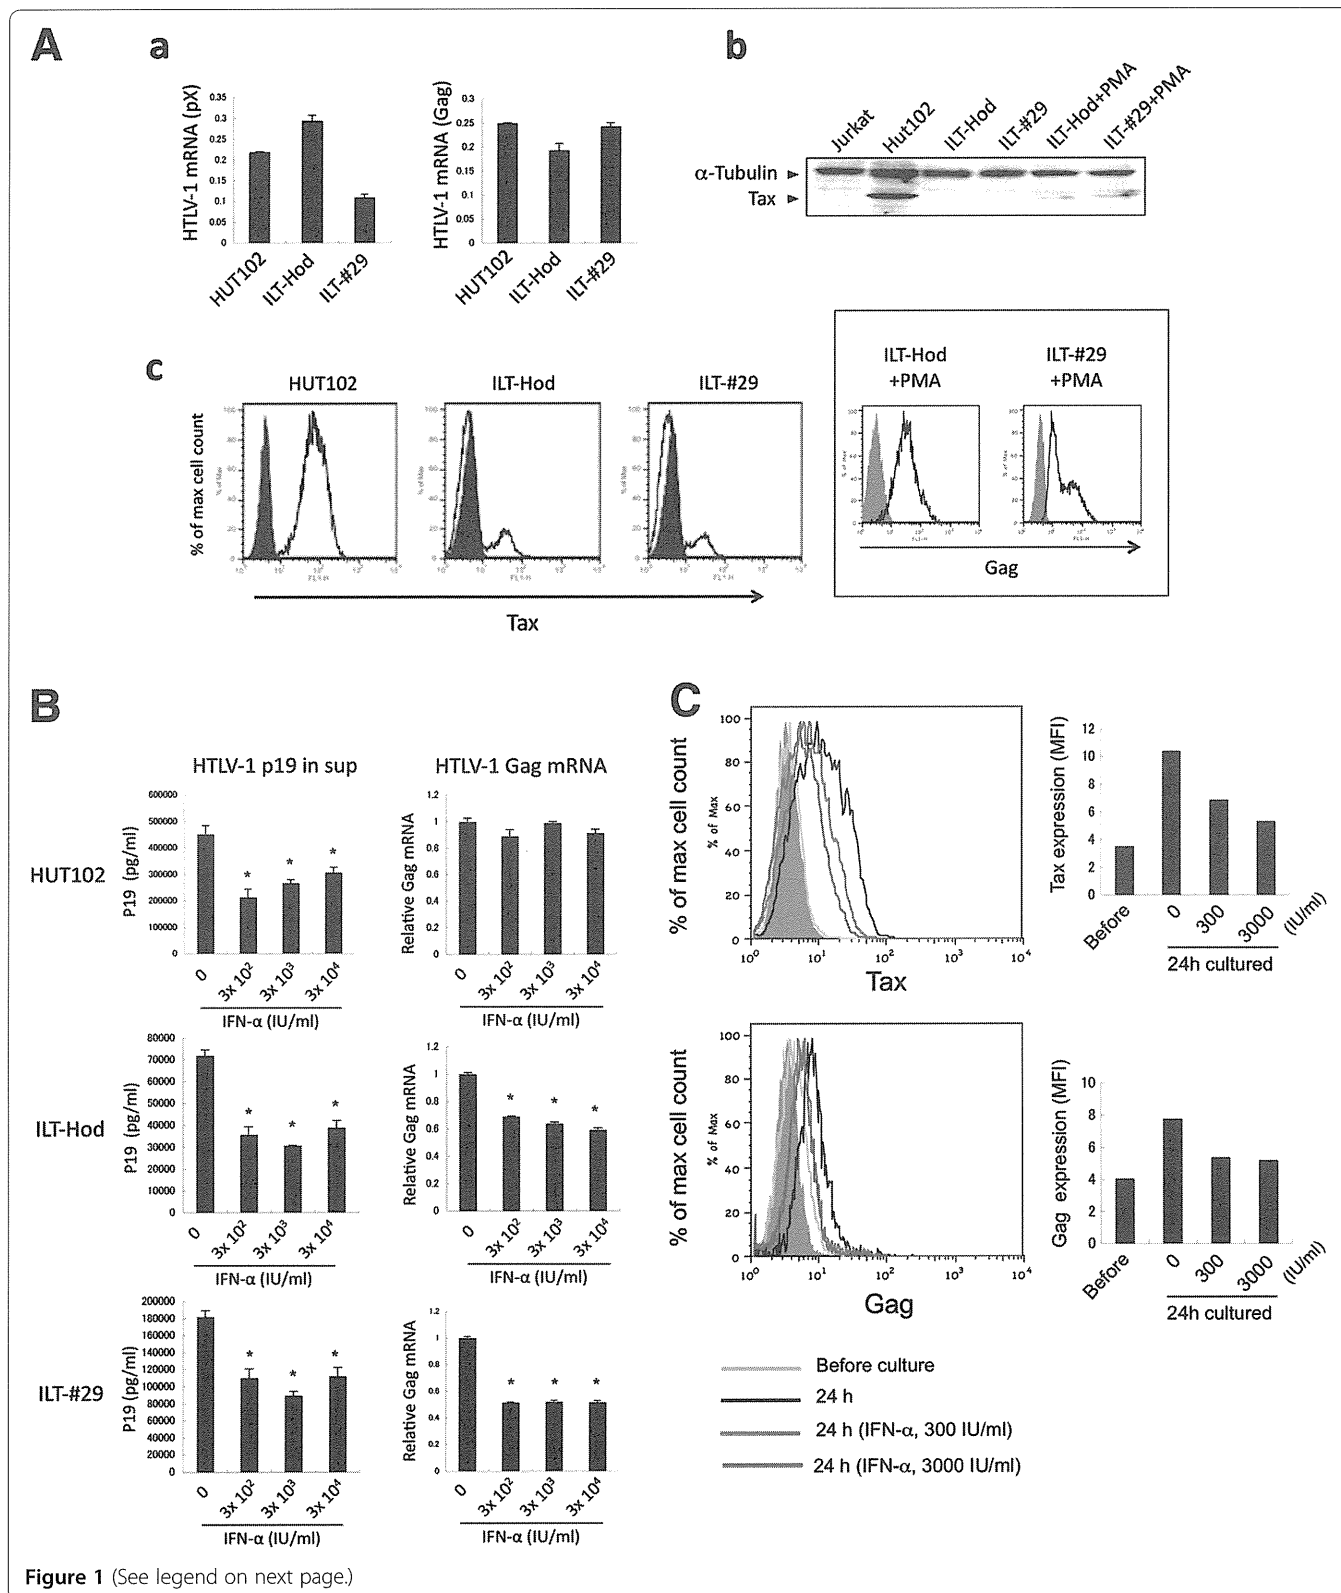 A
a
HTLV-1 mRNA (pX)
0.35
0.3
0.25
0.2
0.15
0.1
0.05
0
HUT102
ILT-Hod
ILT-#29
HTLV-1 mRNA (Gag)
0.3
0.25
0.2
0.15
0.1
0.05
0
HUT102
ILT-Hod
ILT-#29
b
Jurkat
Hut102
ILT-Hod
ILT-#29
ILT-Hod+PMA
ILT-#29+PMA
α-Tubulin
Tax
c
% of max cell count
HUT102
ILT-Hod
ILT-#29
Tax
ILT-Hod
+PMA
ILT-#29
+PMA
Gag
B
HTLV-1 p19 in sup
HTLV-1 Gag mRNA
HUT102
P19 (pg/ml)
600000
500000
400000
300000
200000
100000
0
* * *
0
3x 10²
3x 10³
3x 10⁴
IFN-α (IU/ml)
Relative Gag mRNA
1.2
1
0.8
0.6
0.4
0.2
0
0
3x 10²
3x 10³
3x 10⁴
IFN-α (IU/ml)
ILT-Hod
P19 (pg/ml)
80000
70000
60000
50000
40000
30000
20000
10000
0
* * *
0
3x 10²
3x 10³
3x 10⁴
IFN-α (IU/ml)
Relative Gag mRNA
1.2
1
0.8
0.6
0.4
0.2
0
* * *
0
3x 10²
3x 10³
3x 10⁴
IFN-α (IU/ml)
ILT-#29
P19 (pg/ml)
200000
180000
160000
140000
120000
100000
80000
60000
40000
20000
0
* * *
0
3x 10²
3x 10³
3x 10⁴
IFN-α (IU/ml)
Relative Gag mRNA
1.2
1
0.8
0.6
0.4
0.2
0
* * *
0
3x 10²
3x 10³
3x 10⁴
IFN-α (IU/ml)
C
% of max cell count
% of Max
100
80
60
40
20
0
10⁰ 10¹ 10² 10³ 10⁴
Tax
Tax expression (MFI)
12
10
8
6
4
2
0
Before
0
300
3000
(IU/ml)
24h cultured
% of max cell count
% of Max
100
80
60
40
20
0
10⁰ 10¹ 10² 10³ 10⁴
Gag
Gag expression (MFI)
10
8
6
4
2
0
Before
0
300
3000
(IU/ml)
24h cultured
Before culture
24 h
24 h (IFN-α, 300 IU/ml)
24 h (IFN-α, 3000 IU/ml)
Figure 1 (See legend on next page.)